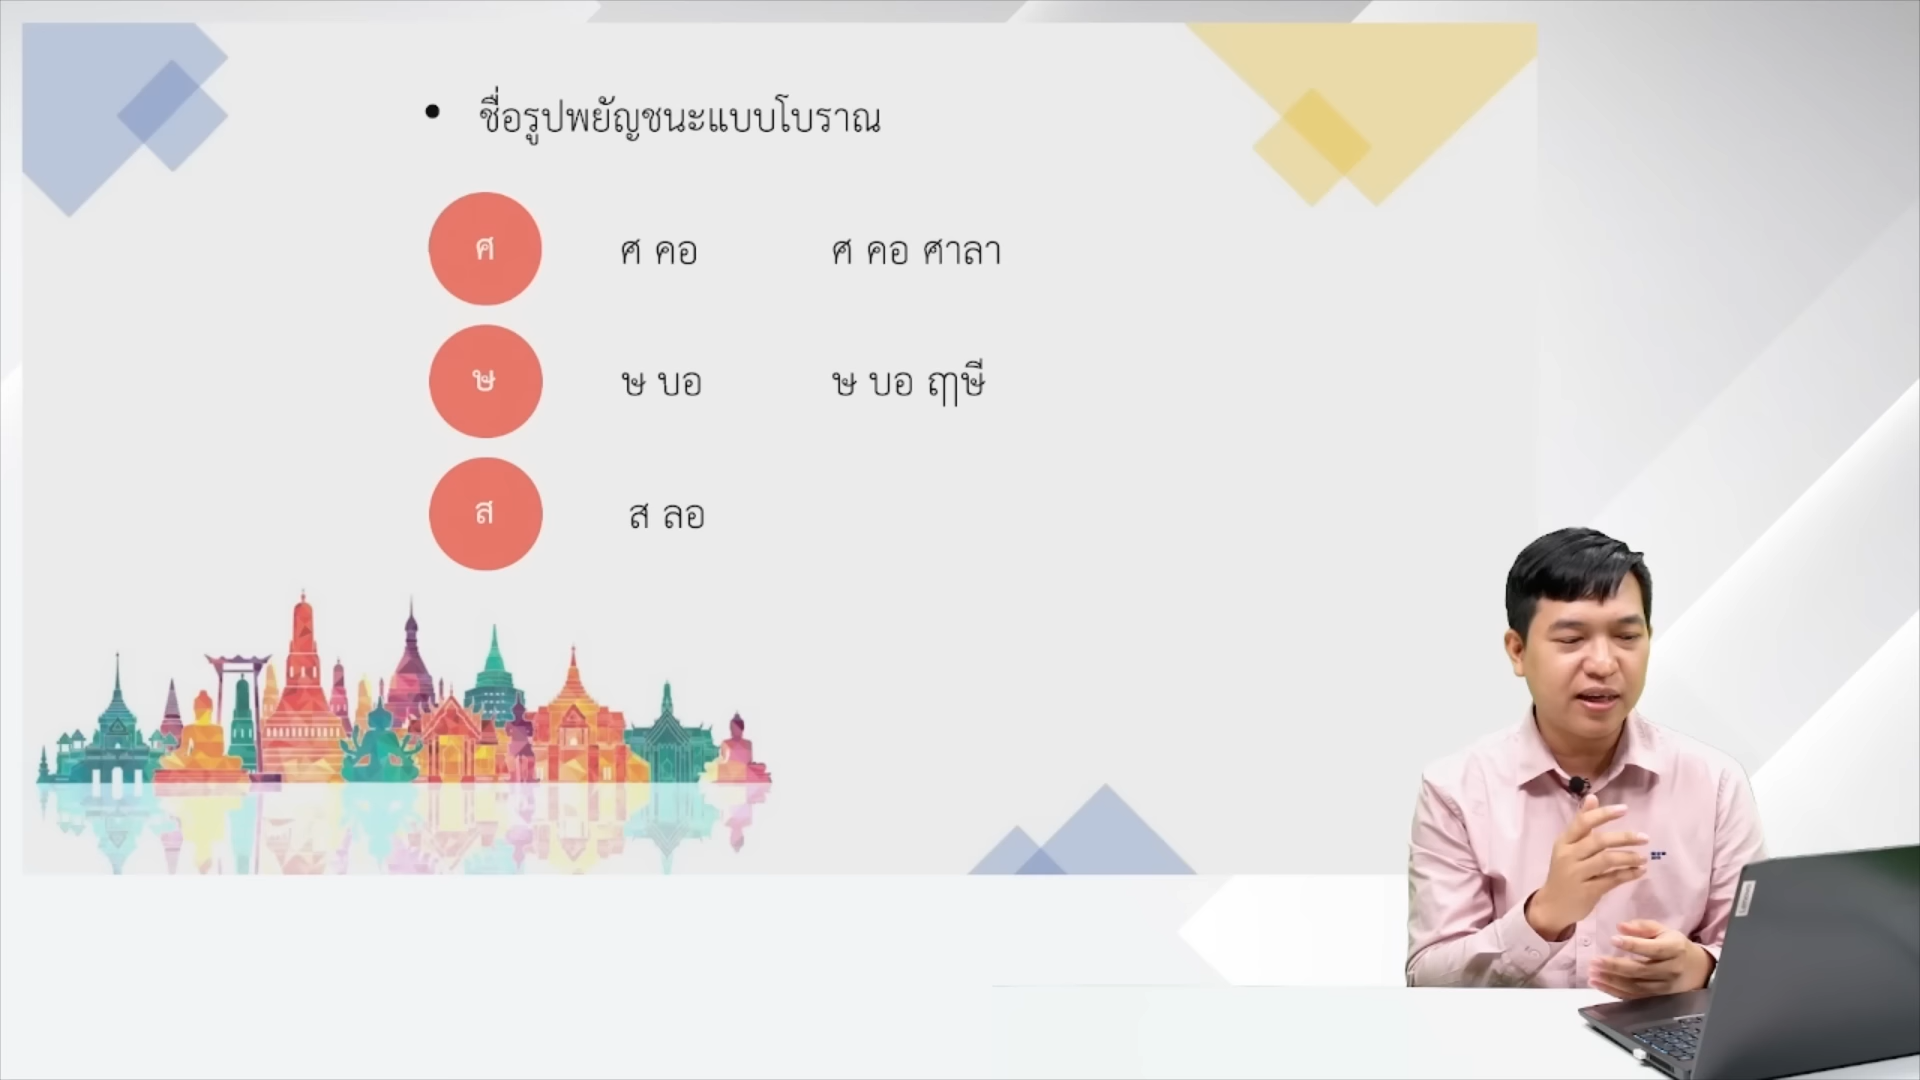 • ชื่อรูปพยัญชนะแบบโบราณ
ศ ศ คอ ศ คอ ศาลา
ษ ษ บอ ษ บอ ฤๅษี
ส ส ลอ